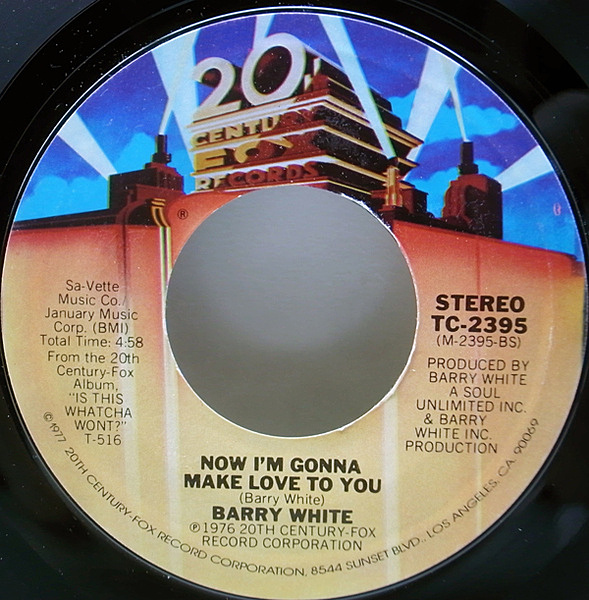 20th
CENTURY
FOX
RECORDS
®
Sa-Vette
Music Co./
January Music
Corp. (BMI)
Total Time: 4:58
From the 20th
Century-Fox
Album,
"IS THIS
WHATCHA
WONT?"
T-516
STEREO
TC-2395
(M-2395-BS)
PRODUCED BY
BARRY WHITE
A SOUL
UNLIMITED INC.
& BARRY
WHITE INC.
PRODUCTION
NOW I'M GONNA
MAKE LOVE TO YOU
(Barry White)
BARRY WHITE
℗1976 20TH CENTURY-FOX
RECORD CORPORATION
©1977 20TH CENTURY-FOX RECORD CORPORATION, 8544 SUNSET BLVD., LOS ANGELES, CA. 90069